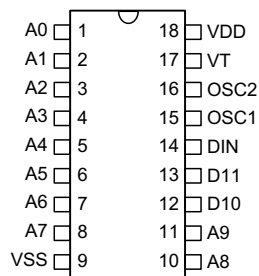 A0 1 18 VDD
A1 2 17 VT
A2 3 16 OSC2
A3 4 15 OSC1
A4 5 14 DIN
A5 6 13 D11
A6 7 12 D10
A7 8 11 A9
VSS 9 10 A8